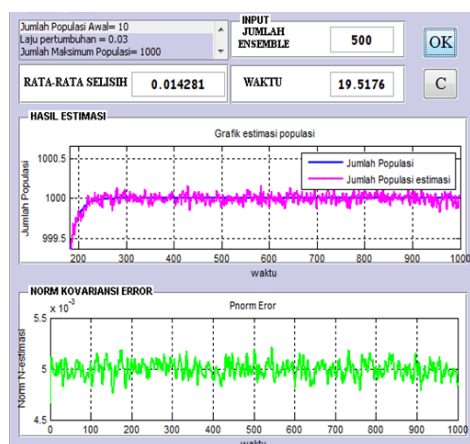 Jumlah Populasi Awal= 10
Laju pertumbuhan = 0.03
Jumlah Maksimum Populasi= 1000
INPUT
JUMLAH
ENSEMBLE
500
OK
RATA-RATA SELISIH
0.014281
WAKTU
19.5176
C
HASIL ESTIMASI
Grafik estimasi populasi
Jumlah Populasi
1000.5
1000
999.5
Jumlah Populasi
Jumlah Populasi estimasi
200 300 400 500 600 700 800 900 1000
waktu
NORM KOVARIANSI ERROR
Pnorm Eror
x 10
-3
Norm N-estimasi
5.5
5
4.5
0 100 200 300 400 500 600 700 800 900 1000
waktu